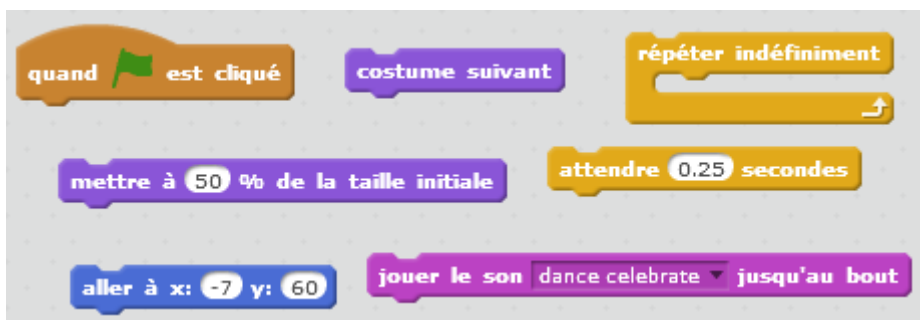 quand est cliqué
costume suivant
répéter indéfiniment
mettre à 50 % de la taille initiale
attendre 0.25 secondes
aller à x: -7 y: 60
jouer le son dance celebrate jusqu'au bout